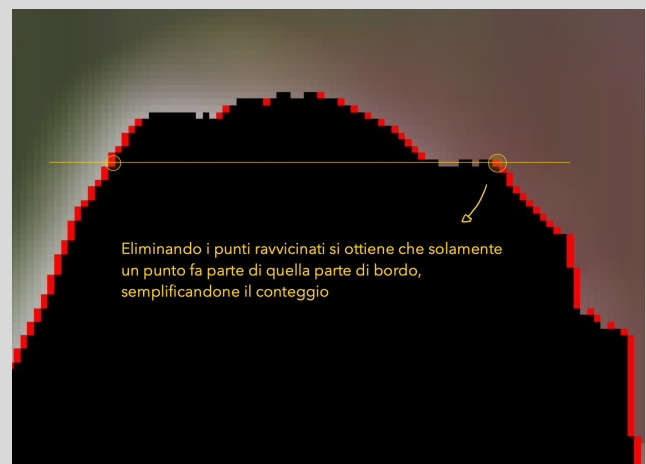 Eliminando i punti ravvicinati si ottiene che solamente
un punto fa parte di quella parte di bordo,
semplificandone il conteggio